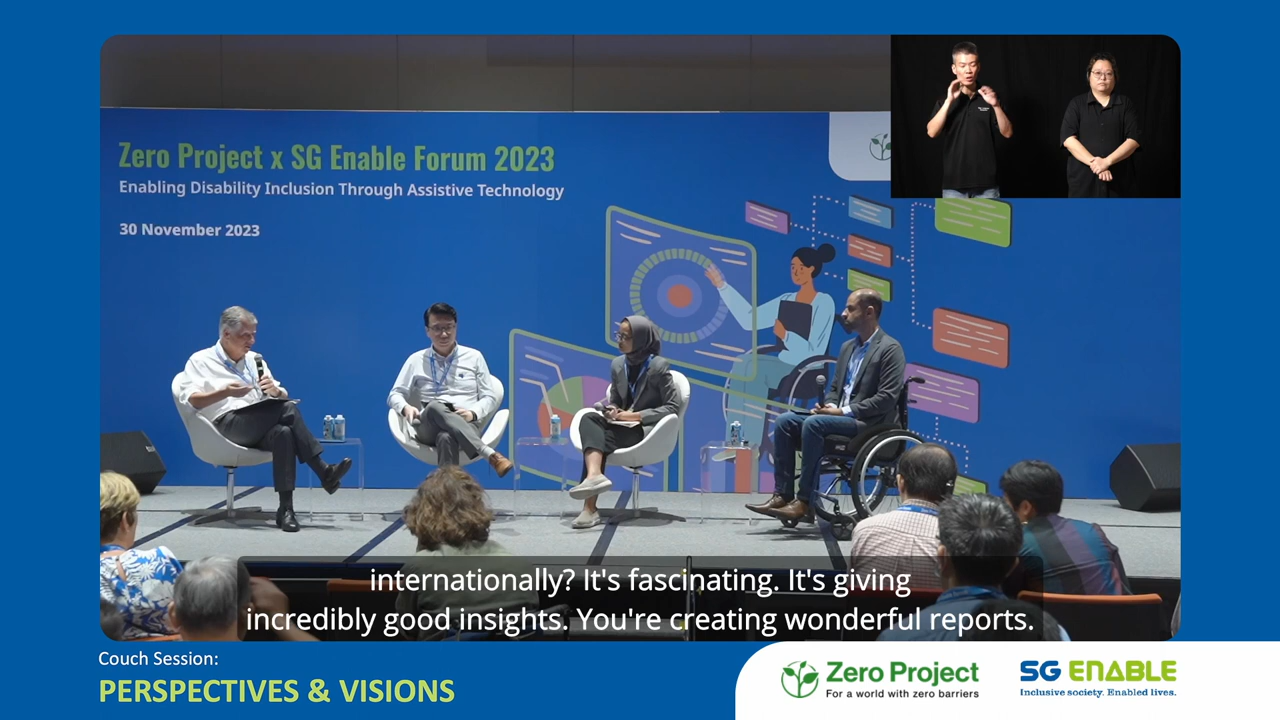 Zero Project x SG Enable Forum 2023
Enabling Disability Inclusion Through Assistive Technology
30 November 2023
internationally? It's fascinating. It's giving
incredibly good insights. You're creating wonderful reports.
Couch Session:
PERSPECTIVES & VISIONS
Zero Project
For a world with zero barriers
SG ENABLE
Inclusive society. Enabled lives.